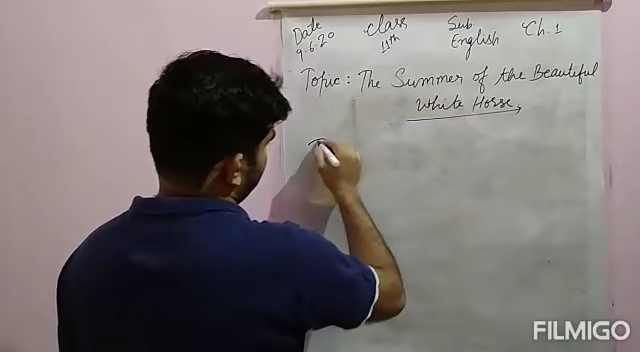 Date class Sub Ch. 1
9.6.20 11th English
Topic : The Summer of the Beautiful
White Horse
FILMIGO